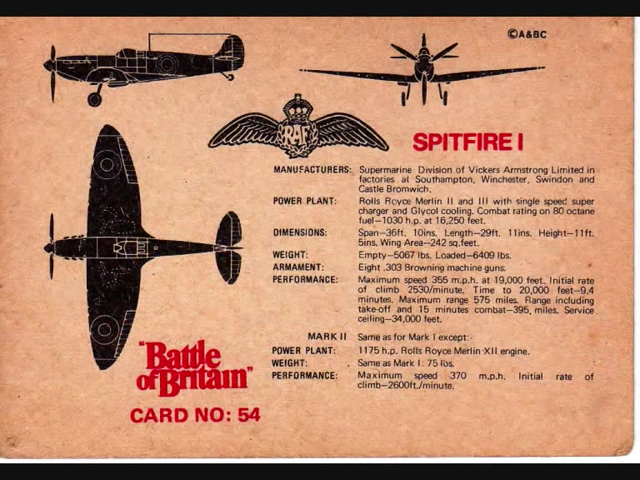 ©A&BC
RAF
SPITFIRE I
MANUFACTURERS: Supermarine Division of Vickers Armstrong Limited in
factories at Southampton, Winchester, Swindon and
Castle Bromwich.
POWER PLANT: Rolls Royce Merlin II and III with single speed super
charger and Glycol cooling. Combat rating on 80 octane
fuel—1030 h.p. at 16,250 feet.
DIMENSIONS: Span—36ft. 10ins. Length—29ft. 11ins. Height—11ft.
5ins. Wing Area—242 sq.feet.
WEIGHT: Empty—5067 lbs. Loaded—6409 lbs.
ARMAMENT: Eight .303 Browning machine guns.
PERFORMANCE: Maximum speed 355 m.p.h. at 19,000 feet. Initial rate
of climb 2530/minute. Time to 20,000 feet—9.4
minutes. Maximum range 575 miles. Range including
take-off and 15 minutes combat—395 miles. Service
ceiling—34,000 feet.
MARK II Same as for Mark I except:-
POWER PLANT: 1175 h.p. Rolls Royce Merlin XII engine.
WEIGHT: Same as Mark I: 75 lbs.
PERFORMANCE: Maximum speed 370 m.p.h. Initial rate of
climb—2600ft./minute.
"Battle
of Britain"
CARD NO: 54